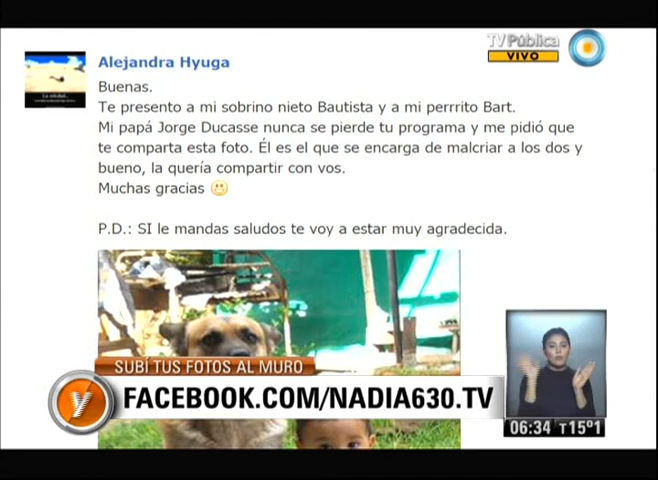 TV Pública
VIVO
Alejandra Hyuga
Buenas.
Te presento a mi sobrino nieto Bautista y a mi perrrito Bart.
Mi papá Jorge Ducasse nunca se pierde tu programa y me pidió que
te comparta esta foto. Él es el que se encarga de malcriar a los dos y
bueno, la quería compartir con vos.
Muchas gracias
P.D.: SI le mandas saludos te voy a estar muy agradecida.
SUBÍ TUS FOTOS AL MURO
y
FACEBOOK.COM/NADIA630.TV
06:34 T15°1